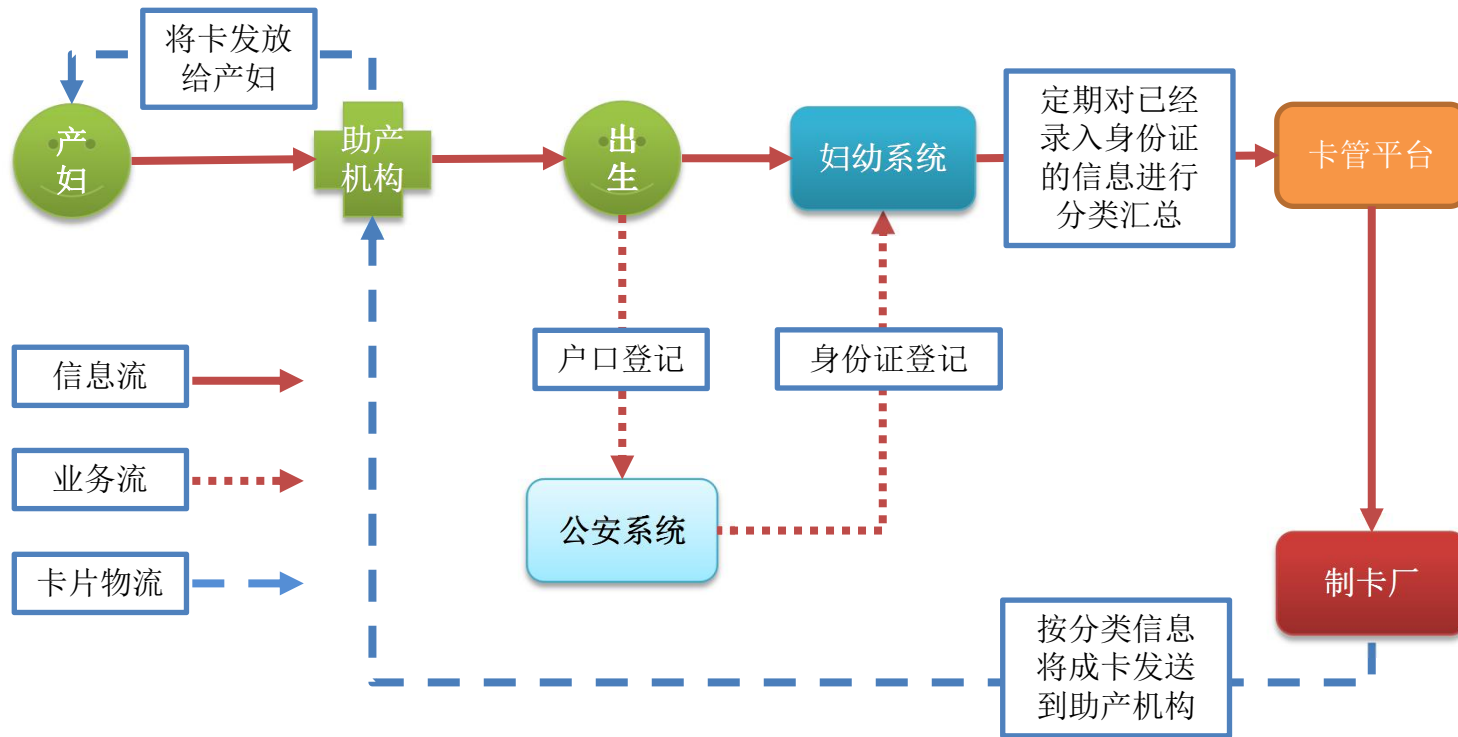 将卡发放
给产妇
产
妇
助产
机构
出
生
妇幼系统
定期对已经
录入身份证
的信息进行
分类汇总
卡管平台
信息流
户口登记
身份证登记
业务流
公安系统
卡片物流
制卡厂
按分类信息
将成卡发送
到助产机构